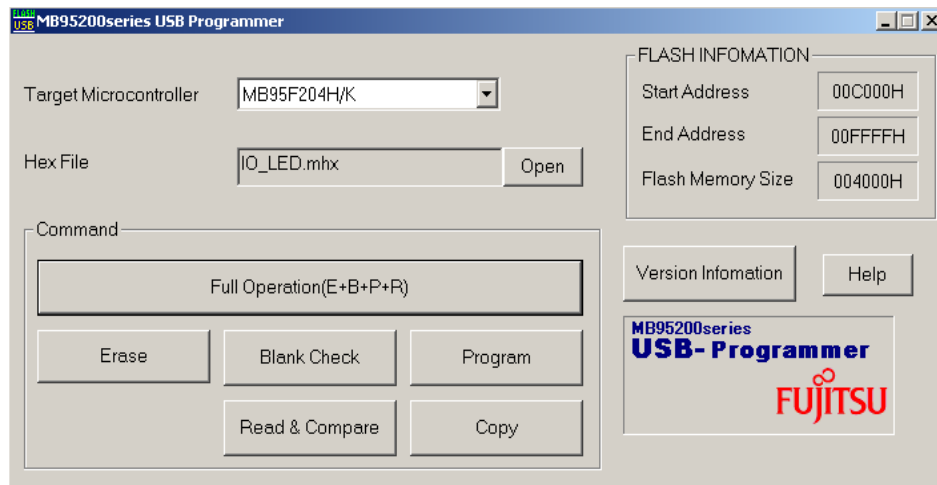 FLASH
USB
MB95200series USB Programmer
Target Microcontroller
MB95F204H/K
Hex File
IO_LED.mhx
Open
Command
Full Operation(E+B+P+R)
Erase
Blank Check
Program
Read & Compare
Copy
FLASH INFOMATION
Start Address
00C000H
End Address
00FFFFH
Flash Memory Size
004000H
Version Infomation
Help
MB95200series
USB-Programmer
FUJITSU